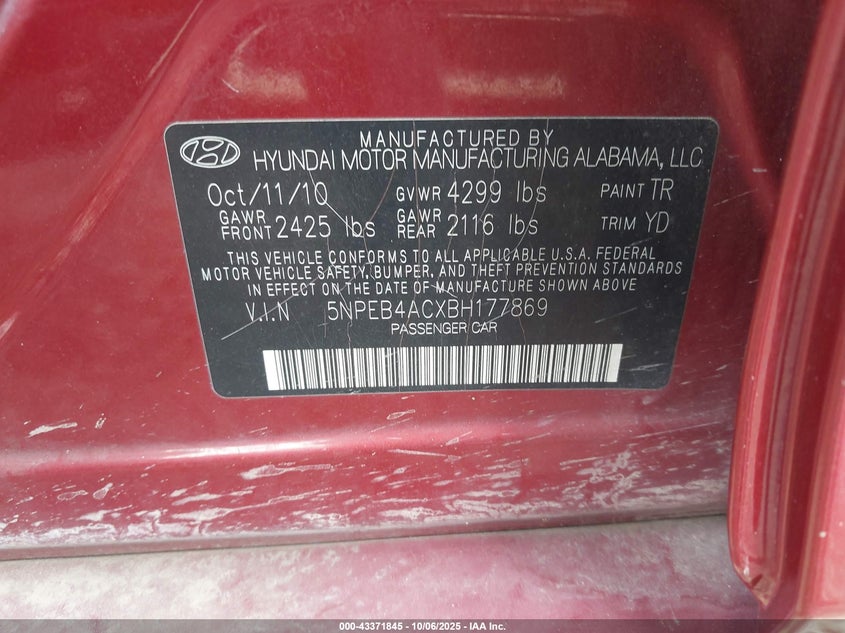 MANUFACTURED BY
HYUNDAI MOTOR MANUFACTURING ALABAMA, LLC
Oct/11/10 GVWR 4299 lbs PAINT TR
GAWR FRONT 2425 lbs GAWR REAR 2116 lbs TRIM YD
THIS VEHICLE CONFORMS TO ALL APPLICABLE U.S.A. FEDERAL
MOTOR VEHICLE SAFETY, BUMPER, AND THEFT PREVENTION STANDARDS
IN EFFECT ON THE DATE OF MANUFACTURE SHOWN ABOVE
V.I.N 5NPEB4ACXBH177869
PASSENGER CAR
000-43371845 - 10/06/2025 - IAA Inc.